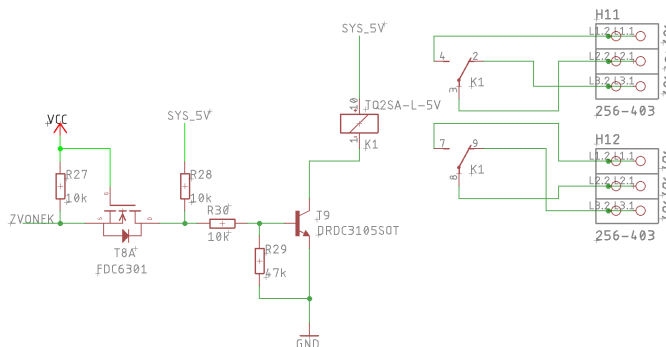 H11
SYS_5V
L1.2 L1.1
4
2
L2.2 L2.1
K1
L3.2 L3.1
3
10
TQ2SA-L-5V
256-403
VCC
SYS_5V
1
K1
H12
7
9
L1.2 L1.1
R27
R28
K1
L2.2 L2.1
8
10k
10k
L3.2 L3.1
G
R30
T9
256-403
ZVONEK
S
D
10k
DRDC3105SOT
T8A
R29
FDC6301
47k
GND